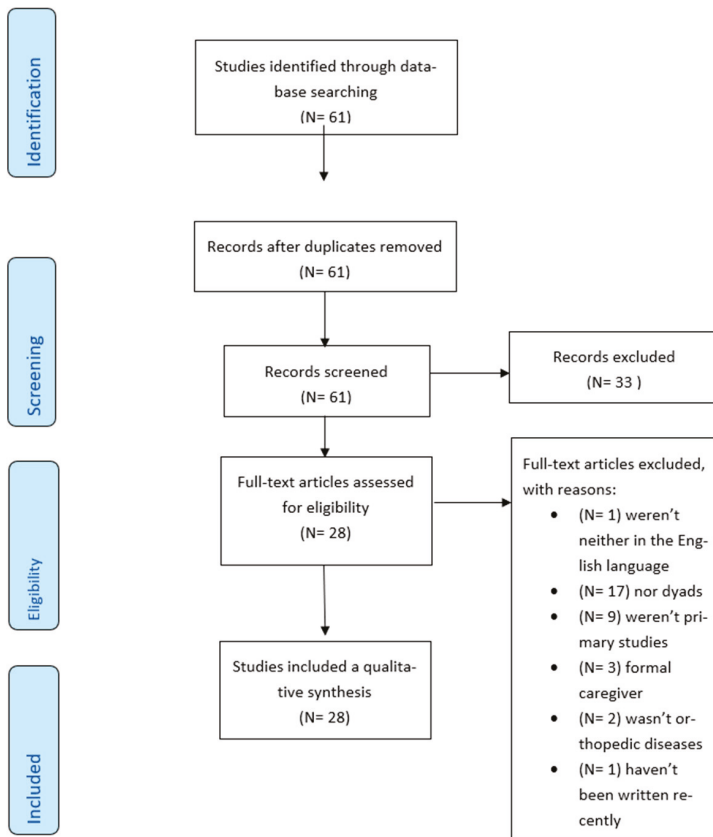 Identification
Studies identified through data-
base searching
(N= 61)
Records after duplicates removed
(N= 61)
Screening
Records screened
(N= 61)
Records excluded
(N= 33 )
Eligibility
Full-text articles assessed
for eligibility
(N= 28)
Full-text articles excluded,
with reasons:
• (N= 1) weren’t
neither in the Eng-
lish language
• (N= 17) nor dyads
• (N= 9) weren’t pri-
mary studies
• (N= 3) formal
caregiver
• (N= 2) wasn’t or-
thopedic diseases
• (N= 1) haven’t
been written re-
cently
Included
Studies included a qualita-
tive synthesis
(N= 28)